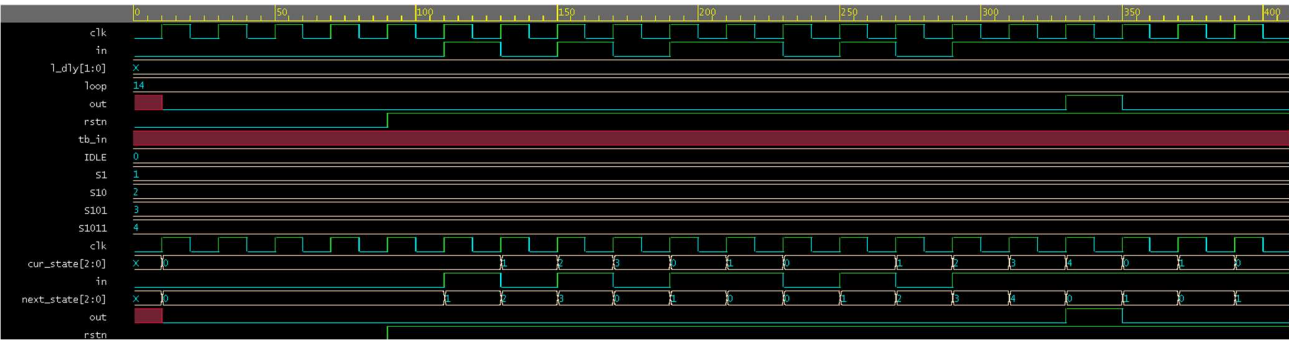 0 50 100 150 200 250 300 350 400
clk
in
l_dly[1:0] X
loop 14
out
rstn
tb_in
IDLE 0
S1 1
S10 2
S101 3
S1011 4
clk
cur_state[2:0] X 0 1 2 3 0 1 0 1 2 3 4 0 1 0
in
next_state[2:0] X 0 1 2 3 0 1 0 0 1 2 3 4 0 1 0 1
out
rstn